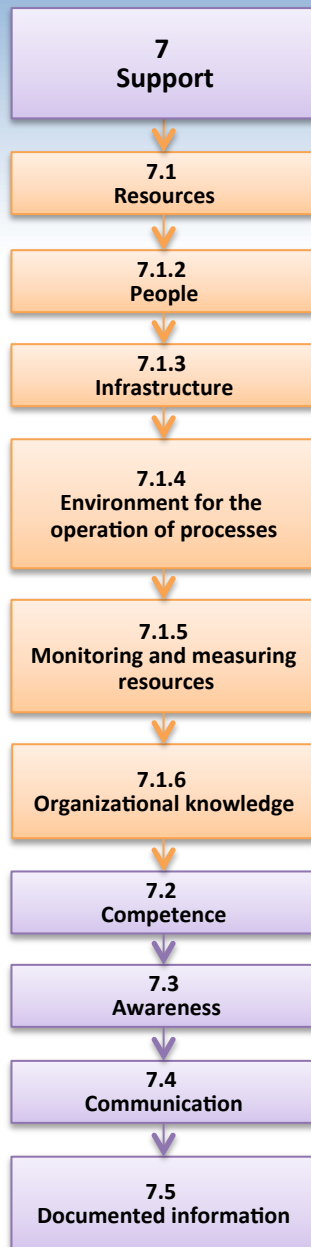 7
Support
7.1
Resources
7.1.2
People
7.1.3
Infrastructure
7.1.4
Environment for the
operation of processes
7.1.5
Monitoring and measuring
resources
7.1.6
Organizational knowledge
7.2
Competence
7.3
Awareness
7.4
Communication
7.5
Documented information